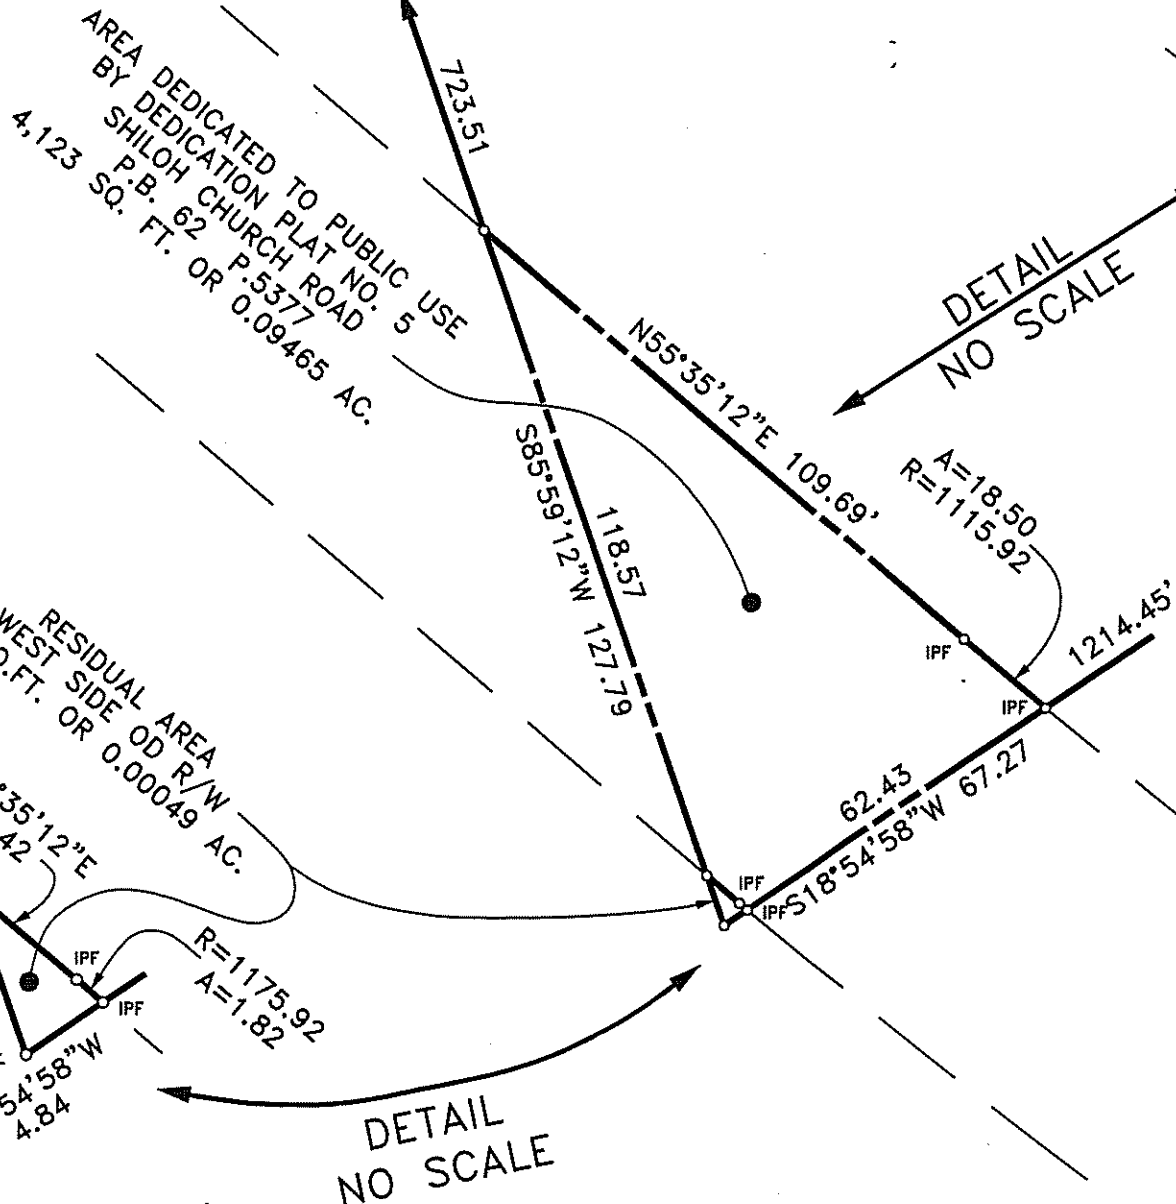 AREA DEDICATED TO PUBLIC USE
BY DEDICATION PLAT NO. 5
SHILOH CHURCH ROAD
P.B. 62 P.5377
4,123 SQ. FT. OR 0.09465 AC.
723.51
DETAIL
NO SCALE
N55°35'12"E 109.69'
A=18.50
R=1115.92
S85°59'12"W 127.79
118.57
IPF
IPF
1214.45'
62.43
S18°54'58"W 67.27
IPF
IPF
RESIDUAL AREA
WEST SIDE OD R/W
.FT. OR 0.00049 AC.
°35'12"E
42
IPF
IPF
R=1175.92
A=1.82
54'58"W
4.84
DETAIL
NO SCALE